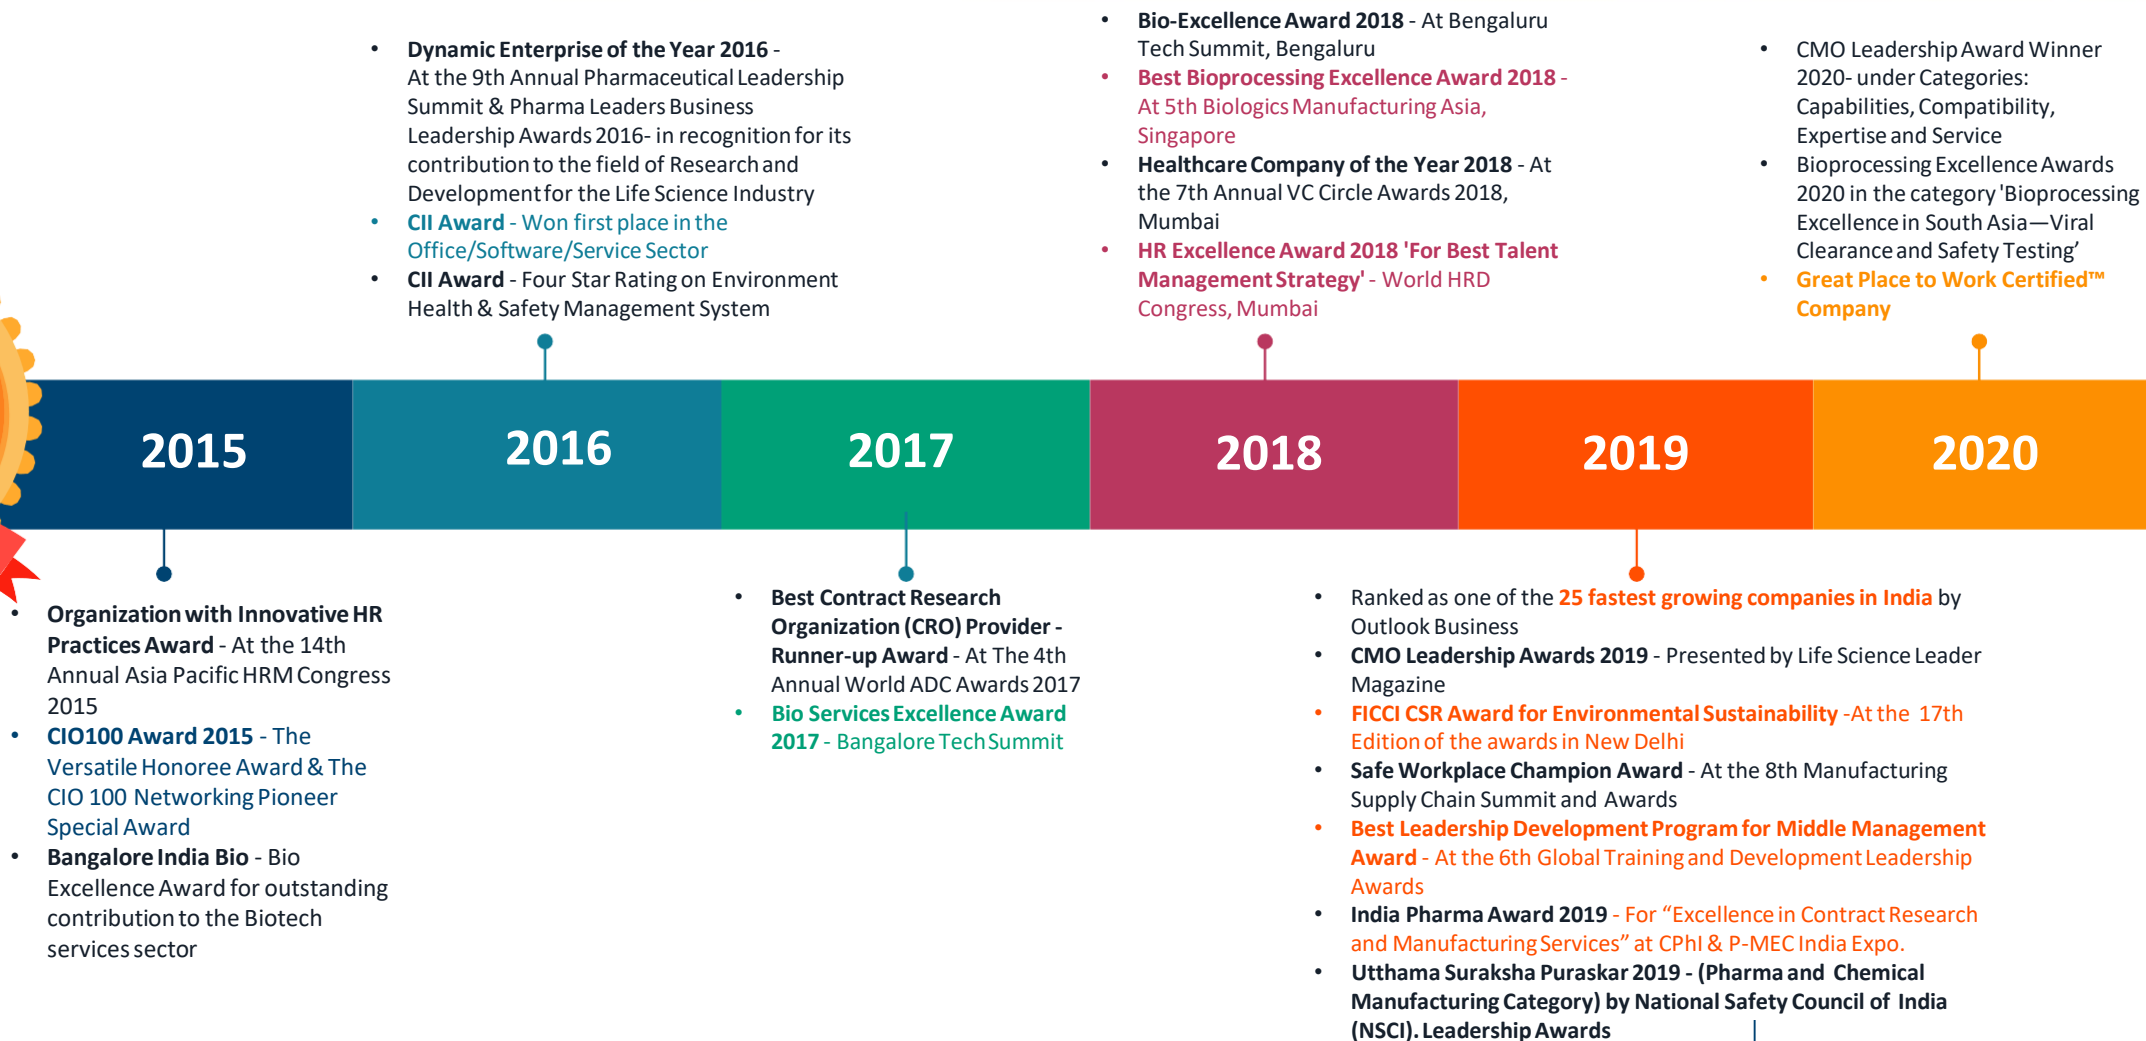 • Dynamic Enterprise of the Year 2016 -
At the 9th Annual Pharmaceutical Leadership
Summit & Pharma Leaders Business
Leadership Awards 2016- in recognition for its
contribution to the field of Research and
Development for the Life Science Industry
• CII Award - Won first place in the
Office/Software/Service Sector
• CII Award - Four Star Rating on Environment
Health & Safety Management System
• Bio-Excellence Award 2018 - At Bengaluru
Tech Summit, Bengaluru
• Best Bioprocessing Excellence Award 2018 -
At 5th Biologics Manufacturing Asia,
Singapore
• Healthcare Company of the Year 2018 - At
the 7th Annual VC Circle Awards 2018,
Mumbai
• HR Excellence Award 2018 'For Best Talent
Management Strategy' - World HRD
Congress, Mumbai
• CMO Leadership Award Winner
2020- under Categories:
Capabilities, Compatibility,
Expertise and Service
• Bioprocessing Excellence Awards
2020 in the category 'Bioprocessing
Excellence in South Asia—Viral
Clearance and Safety Testing’
• Great Place to Work Certified™
Company
2015
2016
2017
2018
2019
2020
• Organization with Innovative HR
Practices Award - At the 14th
Annual Asia Pacific HRM Congress
2015
• CIO100 Award 2015 - The
Versatile Honoree Award & The
CIO 100 Networking Pioneer
Special Award
• Bangalore India Bio - Bio
Excellence Award for outstanding
contribution to the Biotech
services sector
• Best Contract Research
Organization (CRO) Provider -
Runner-up Award - At The 4th
Annual World ADC Awards 2017
• Bio Services Excellence Award
2017 - Bangalore Tech Summit
• Ranked as one of the 25 fastest growing companies in India by
Outlook Business
• CMO Leadership Awards 2019 - Presented by Life Science Leader
Magazine
• FICCI CSR Award for Environmental Sustainability -At the 17th
Edition of the awards in New Delhi
• Safe Workplace Champion Award - At the 8th Manufacturing
Supply Chain Summit and Awards
• Best Leadership Development Program for Middle Management
Award - At the 6th Global Training and Development Leadership
Awards
• India Pharma Award 2019 - For “Excellence in Contract Research
and Manufacturing Services” at CPhI & P-MEC India Expo.
• Utthama Suraksha Puraskar 2019 - (Pharma and Chemical
Manufacturing Category) by National Safety Council of India
(NSCI). Leadership Awards